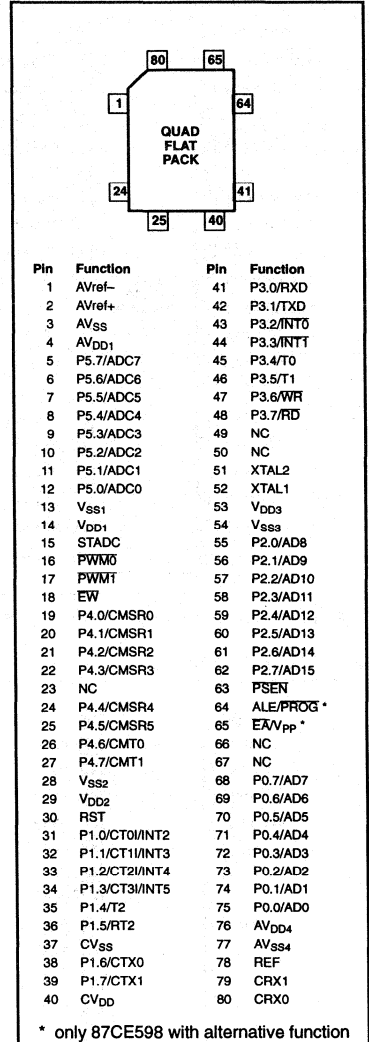 80 65
1 64
QUAD
FLAT
PACK
24 41
25 40
Pin Function Pin Function
1 AVref– 41 P3.0/RXD
2 AVref+ 42 P3.1/TXD
3 AVSS 43 P3.2/INT0
4 AVDD1 44 P3.3/INT1
5 P5.7/ADC7 45 P3.4/T0
6 P5.6/ADC6 46 P3.5/T1
7 P5.5/ADC5 47 P3.6/WR
8 P5.4/ADC4 48 P3.7/RD
9 P5.3/ADC3 49 NC
10 P5.2/ADC2 50 NC
11 P5.1/ADC1 51 XTAL2
12 P5.0/ADC0 52 XTAL1
13 VSS1 53 VDD3
14 VDD1 54 VSS3
15 STADC 55 P2.0/AD8
16 PWM0 56 P2.1/AD9
17 PWM1 57 P2.2/AD10
18 EW 58 P2.3/AD11
19 P4.0/CMSR0 59 P2.4/AD12
20 P4.1/CMSR1 60 P2.5/AD13
21 P4.2/CMSR2 61 P2.6/AD14
22 P4.3/CMSR3 62 P2.7/AD15
23 NC 63 PSEN
24 P4.4/CMSR4 64 ALE/PROG *
25 P4.5/CMSR5 65 EA/VPP *
26 P4.6/CMT0 66 NC
27 P4.7/CMT1 67 NC
28 VSS2 68 P0.7/AD7
29 VDD2 69 P0.6/AD6
30 RST 70 P0.5/AD5
31 P1.0/CT0I/INT2 71 P0.4/AD4
32 P1.1/CT1I/INT3 72 P0.3/AD3
33 P1.2/CT2I/INT4 73 P0.2/AD2
34 P1.3/CT3I/INT5 74 P0.1/AD1
35 P1.4/T2 75 P0.0/AD0
36 P1.5/RT2 76 AVDD4
37 CVSS 77 AVSS4
38 P1.6/CTX0 78 REF
39 P1.7/CTX1 79 CRX1
40 CVDD 80 CRX0
* only 87CE598 with alternative function